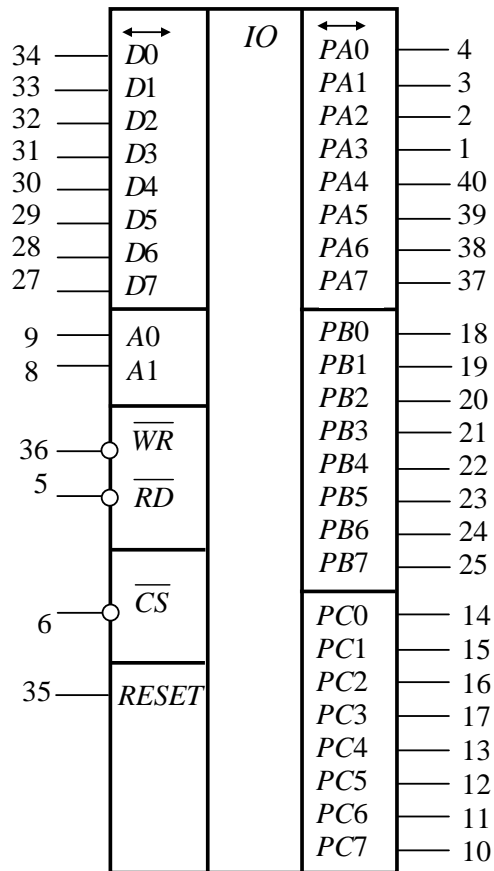 IO
34 D0 PA0 4
33 D1 PA1 3
32 D2 PA2 2
31 D3 PA3 1
30 D4 PA4 40
29 D5 PA5 39
28 D6 PA6 38
27 D7 PA7 37
9 A0 PB0 18
8 A1 PB1 19
PB2 20
36 WR PB3 21
PB4 22
5 RD PB5 23
PB6 24
PB7 25
6 CS PC0 14
PC1 15
PC2 16
35 RESET PC3 17
PC4 13
PC5 12
PC6 11
PC7 10